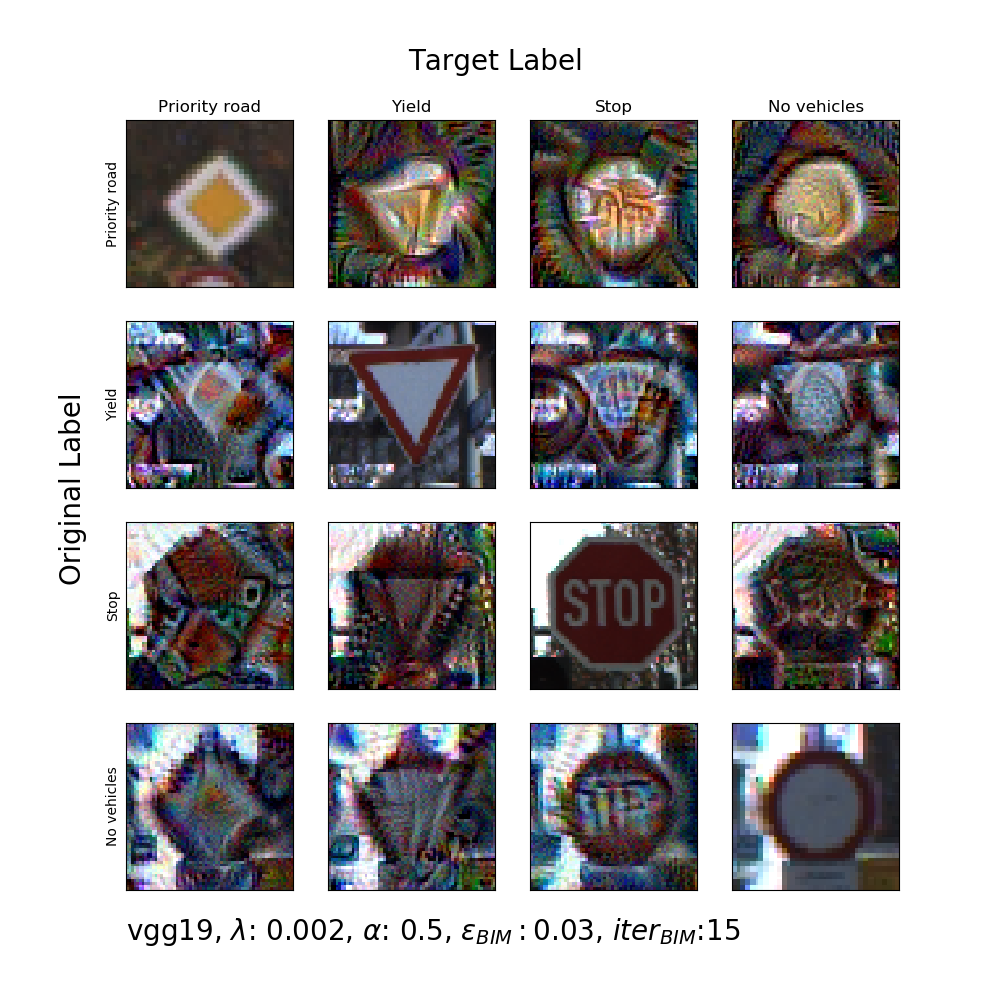 Target Label
Priority road Yield Stop No vehicles
Original Label
Priority road
Yield
Stop
STOP
No vehicles
vgg19, λ: 0.002, α: 0.5, ε_BIM : 0.03, iter_BIM:15